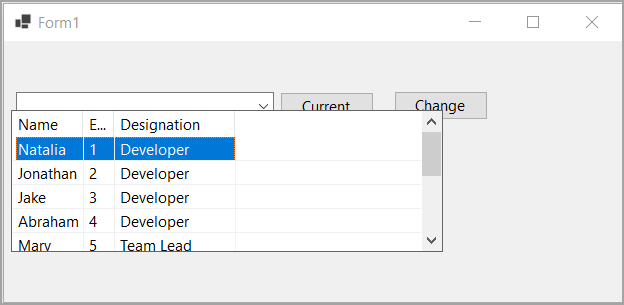 Form1
Current Change
Name E... Designation
Natalia 1 Developer
Jonathan 2 Developer
Jake 3 Developer
Abraham 4 Developer
Mary 5 Team Lead